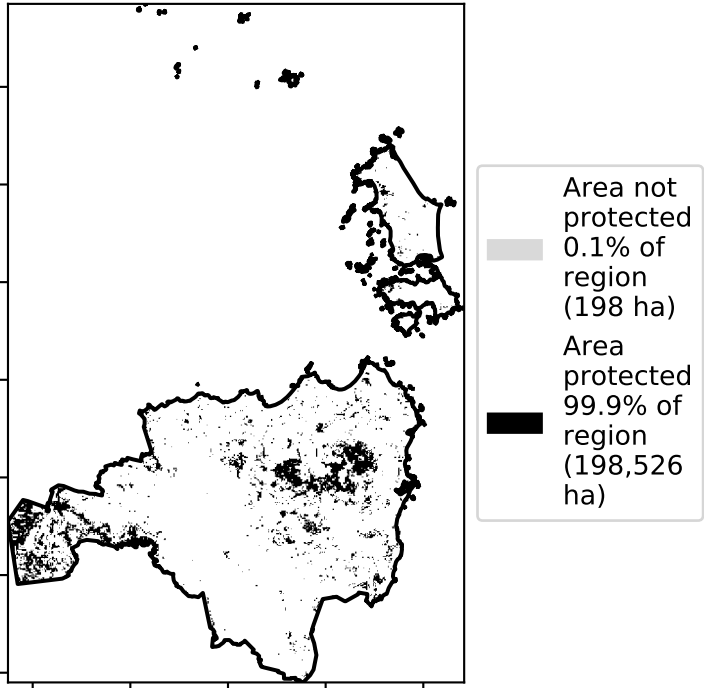 Area not
protected
0.1% of
region
(198 ha)
Area
protected
99.9% of
region
(198,526
ha)